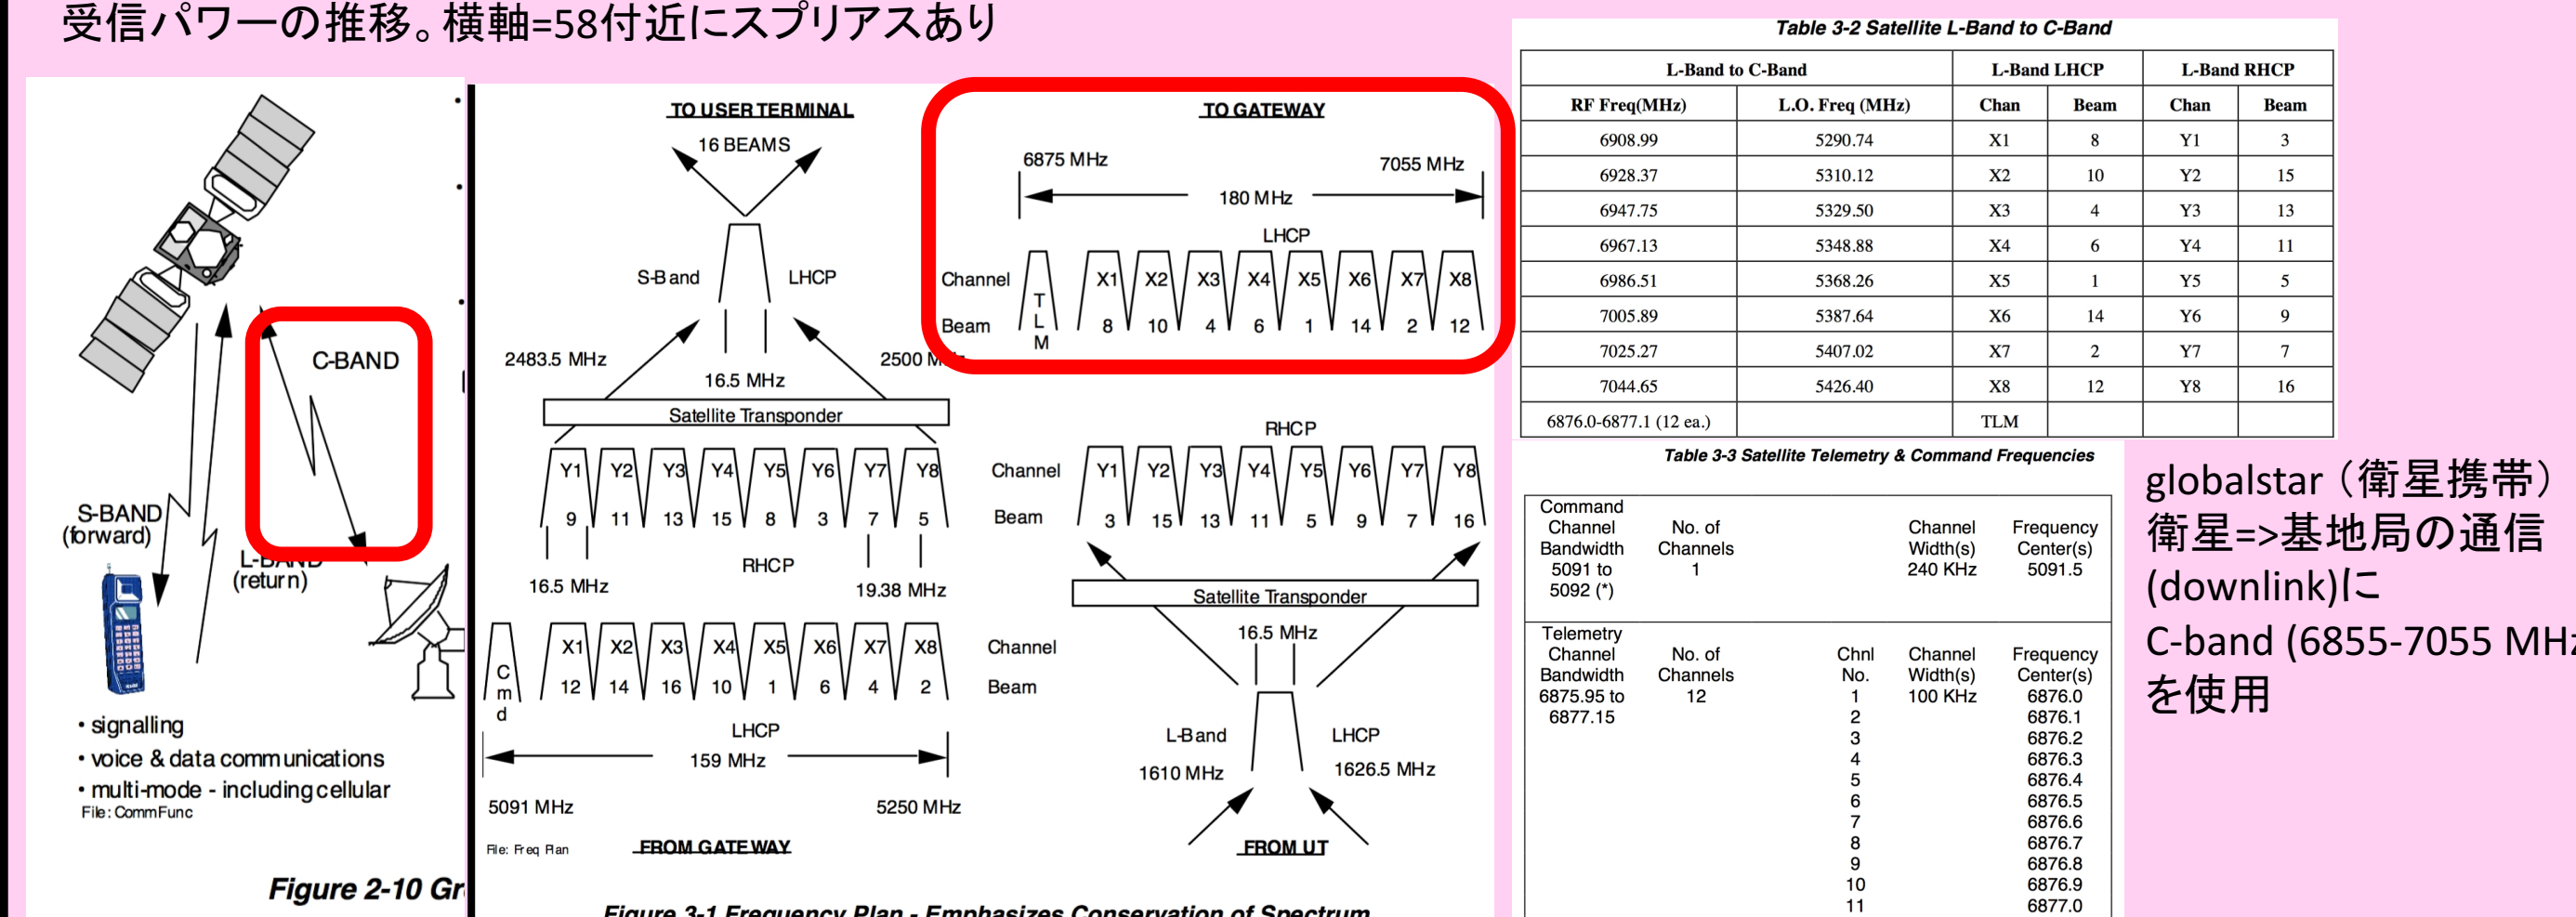 受信パワーの推移。横軸=58付近にスプリアスあり
C-BAND
S-BAND
(forward)
L-BAND
(return)
• signalling
• voice & data communications
• multi-mode - including cellular
File: CommFunc
Figure 2-10
TO USER TERMINAL
16 BEAMS
S-Band
LHCP
2483.5 MHz
2500
16.5 MHz
Satellite Transponder
Y1 Y2 Y3 Y4 Y5 Y6 Y7 Y8
9 11 13 15 8 3 7 5
RHCP
16.5 MHz
19.38 MHz
Cmd
X1 X2 X3 X4 X5 X6 X7 X8
Channel
12 14 16 10 1 6 4 2
Beam
LHCP
159 MHz
5091 MHz
5250 MHz
File: Freq Plan
FROM GATEWAY
TO GATEWAY
6875 MHz
7055 MHz
180 MHz
LHCP
Channel
TLM
X1 X2 X3 X4 X5 X6 X7 X8
Beam
8 10 4 6 1 14 2 12
RHCP
Channel
Y1 Y2 Y3 Y4 Y5 Y6 Y7 Y8
Beam
3 15 13 11 5 9 7 16
Satellite Transponder
16.5 MHz
L-Band
LHCP
1610 MHz
1626.5 MHz
FROM UT
Figure 3-1 Frequency Plan - Emphasizes Conservation of Spectrum
Table 3-2 Satellite L-Band to C-Band
L-Band to C-Band L-Band LHCP L-Band RHCP
RF Freq(MHz) L.O. Freq (MHz) Chan Beam Chan Beam
6908.99 5290.74 X1 8 Y1 3
6928.37 5310.12 X2 10 Y2 15
6947.75 5329.50 X3 4 Y3 13
6967.13 5348.88 X4 6 Y4 11
6986.51 5368.26 X5 1 Y5 5
7005.89 5387.64 X6 14 Y6 9
7025.27 5407.02 X7 2 Y7 7
7044.65 5426.40 X8 12 Y8 16
6876.0-6877.1 (12 ea.) TLM
Table 3-3 Satellite Telemetry & Command Frequencies
Command
Channel No. of Channel Frequency
Bandwidth Channels Width(s) Center(s)
5091 to 1 240 KHz 5091.5
5092 (*)
Telemetry
Channel No. of Chnl Channel Frequency
Bandwidth Channels No. Width(s) Center(s)
6875.95 to 12 1 100 KHz 6876.0
6877.15 2 6876.1
3 6876.2
4 6876.3
5 6876.4
6 6876.5
7 6876.6
8 6876.7
9 6876.8
10 6876.9
11 6877.0
globalstar（衛星携帯）
衛星=>基地局の通信
(downlink)に
C-band (6855-7055 MHz
を使用